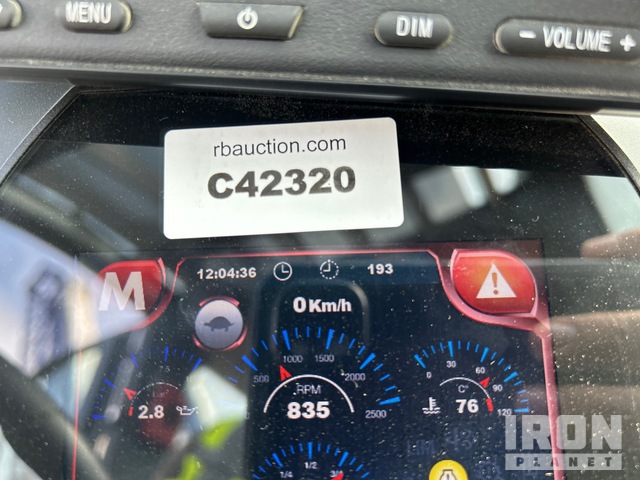 MENU
DIM
- VOLUME +
rbauction.com
C42320
M
12:04:36 193
0 Km/h
500 1000 1500 2000 2500
RPM
835
2.8
0 30 60 90 120
C°
76
1/4 1/2 3/4
IRON
PLANET